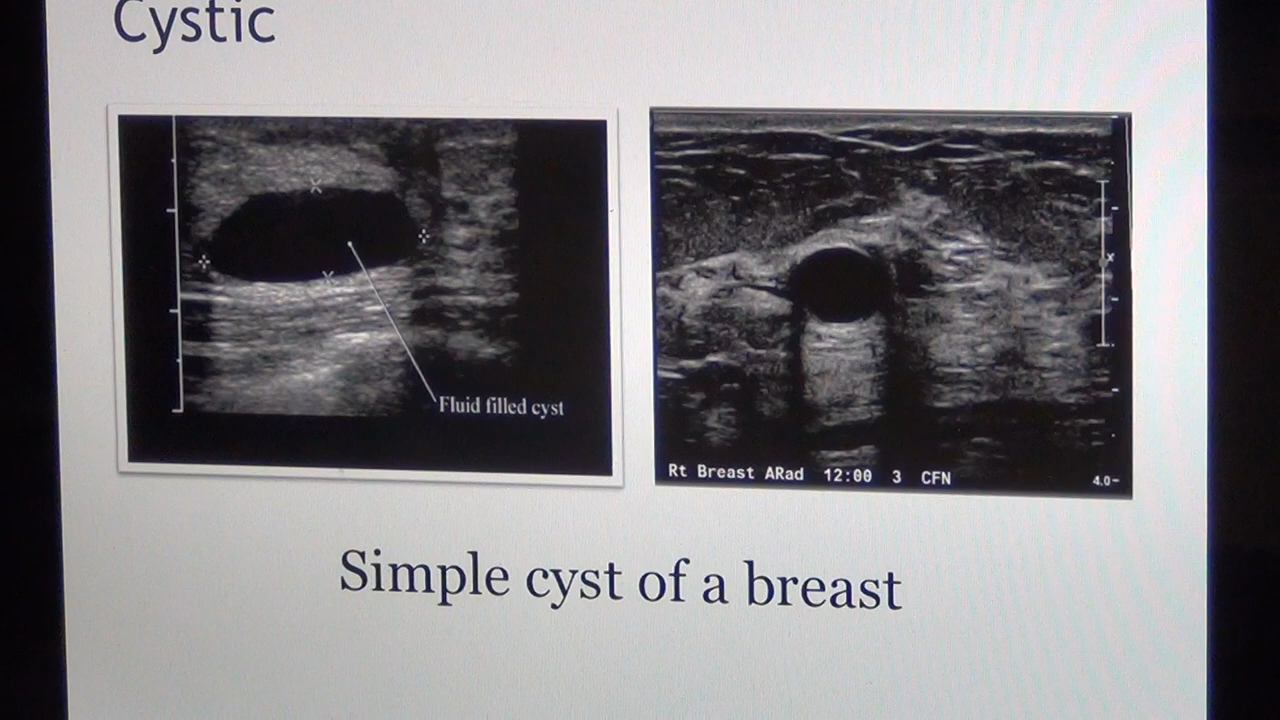 Cystic
Fluid filled cyst
Rt Breast ARad 12:00 3 CFN
4.0-
Simple cyst of a breast